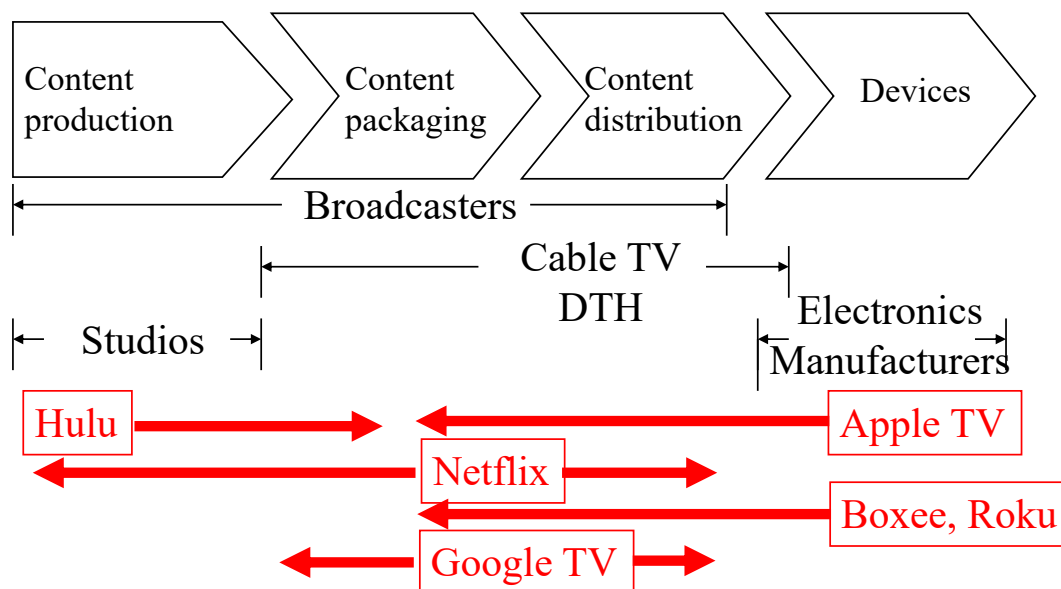 Content
production
Content
packaging
Content
distribution
Devices
Broadcasters
Cable TV
DTH
Studios
Electronics
Manufacturers
Hulu
Apple TV
Netflix
Boxee, Roku
Google TV